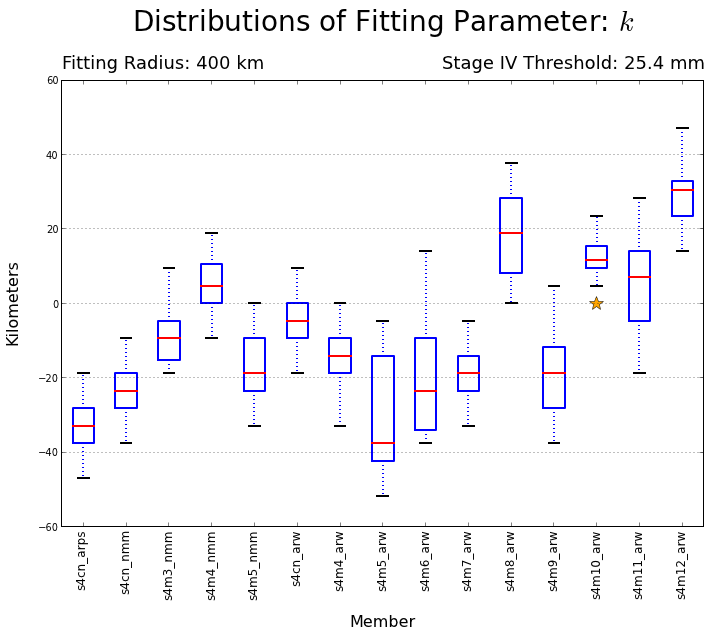 Distributions of Fitting Parameter: k
Fitting Radius: 400 km Stage IV Threshold: 25.4 mm
60
40
20
0
−20
−40
−60
Kilometers
s4cn_arps s4cn_nmm s4m3_nmm s4m4_nmm s4m5_nmm s4cn_arw s4m4_arw s4m5_arw s4m6_arw s4m7_arw s4m8_arw s4m9_arw s4m10_arw s4m11_arw s4m12_arw
Member